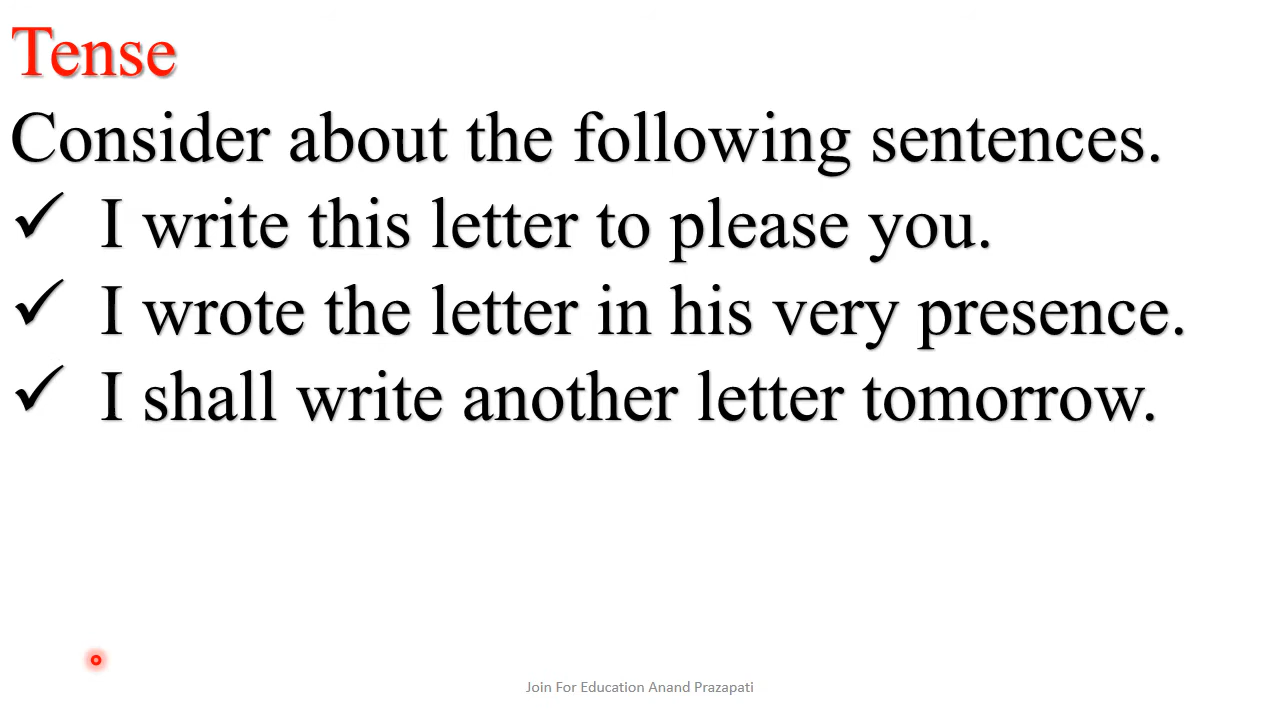 Tense
Consider about the following sentences.
✓ I write this letter to please you.
✓ I wrote the letter in his very presence.
✓ I shall write another letter tomorrow.
Join For Education Anand Prazapati